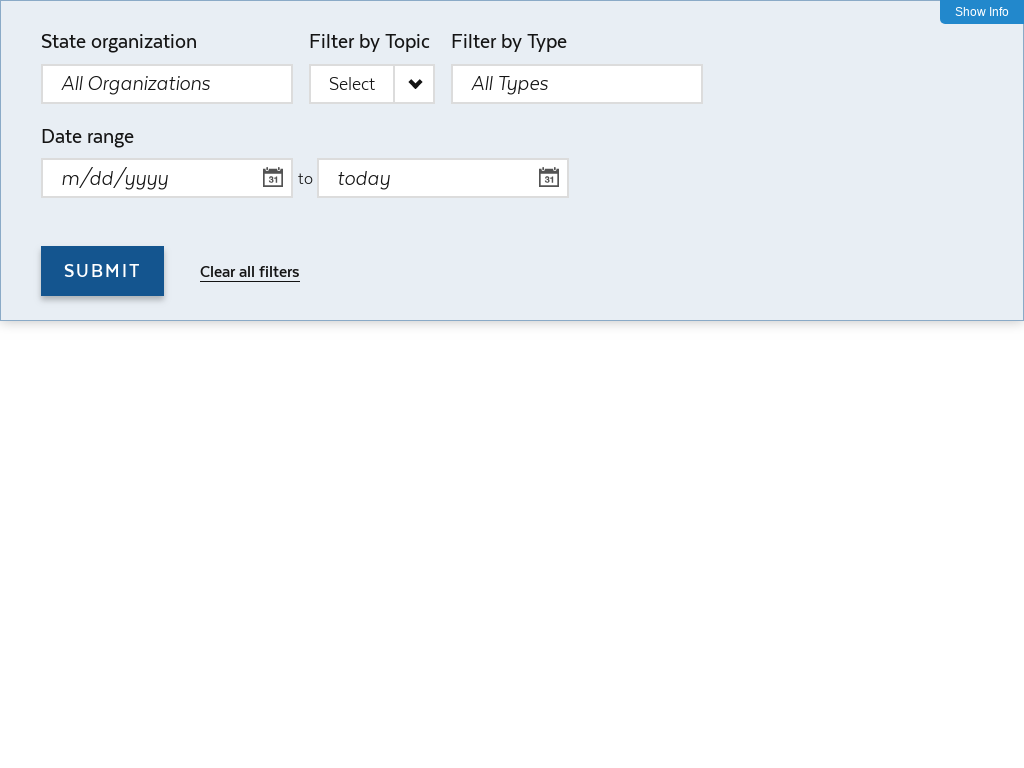 Show Info
State organization Filter by Topic Filter by Type
All Organizations Select All Types
Date range
m/dd/yyyy 31 to today 31
SUBMIT Clear all filters